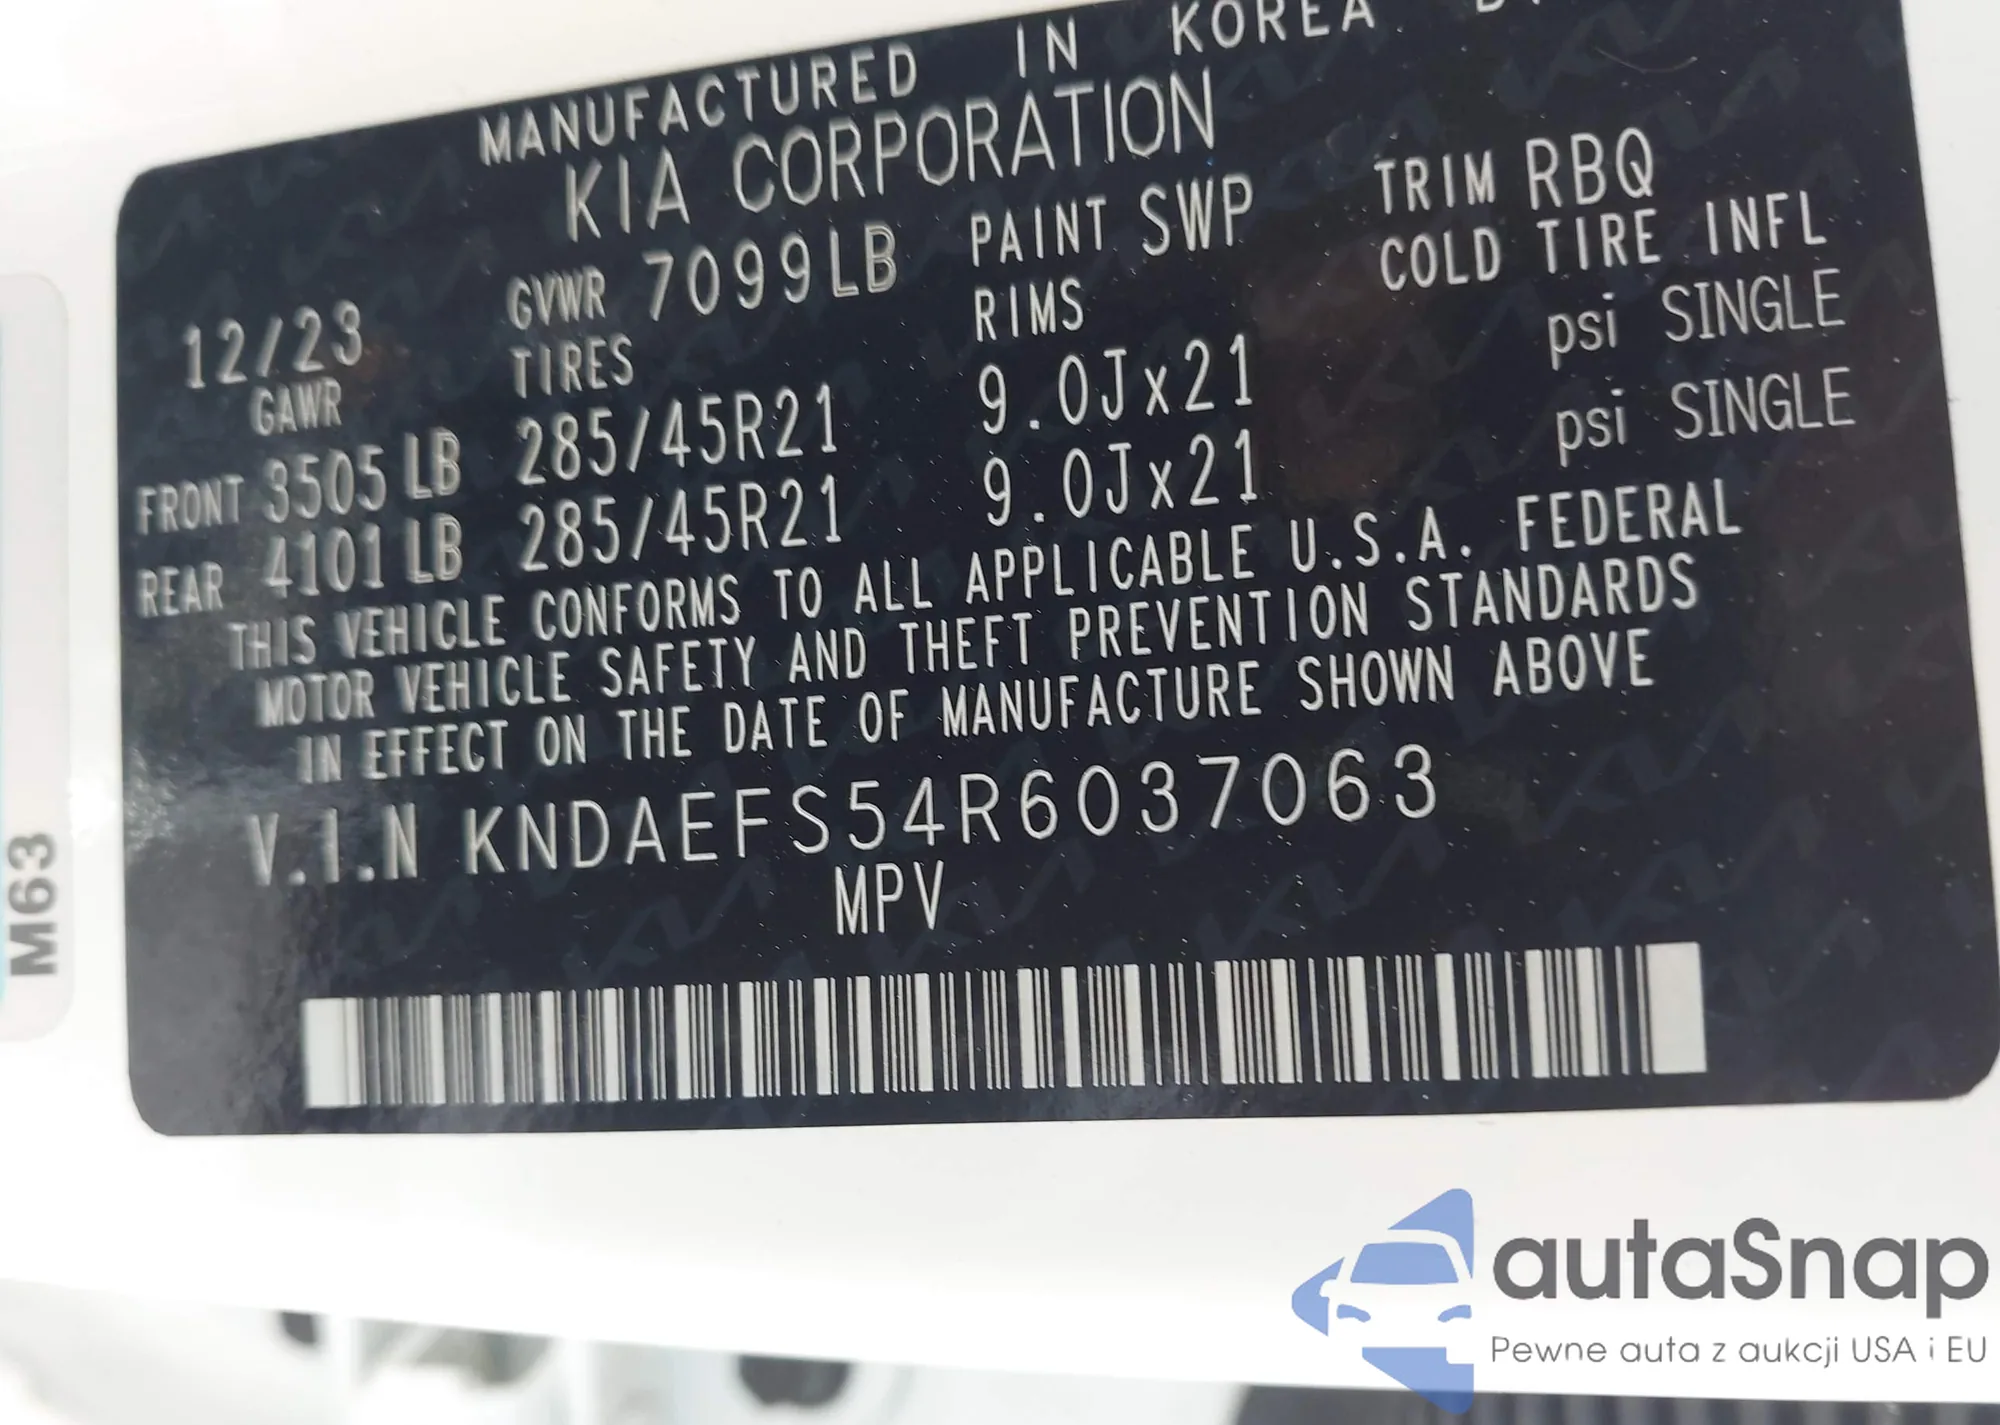 MANUFACTURED IN KOREA
KIA CORPORATION
12/23 GVWR 7099LB PAINT SWP TRIM RBQ
GAWR TIRES RIMS COLD TIRE INFL
FRONT 3505 LB 285/45R21 9.0Jx21 psi SINGLE
REAR 4101 LB 285/45R21 9.0Jx21 psi SINGLE
THIS VEHICLE CONFORMS TO ALL APPLICABLE U.S.A. FEDERAL
MOTOR VEHICLE SAFETY AND THEFT PREVENTION STANDARDS
IN EFFECT ON THE DATE OF MANUFACTURE SHOWN ABOVE
V.I.N KNDAEFS54R6037063
MPV
M63
autaSnap
Pewne auta z aukcji USA i EU